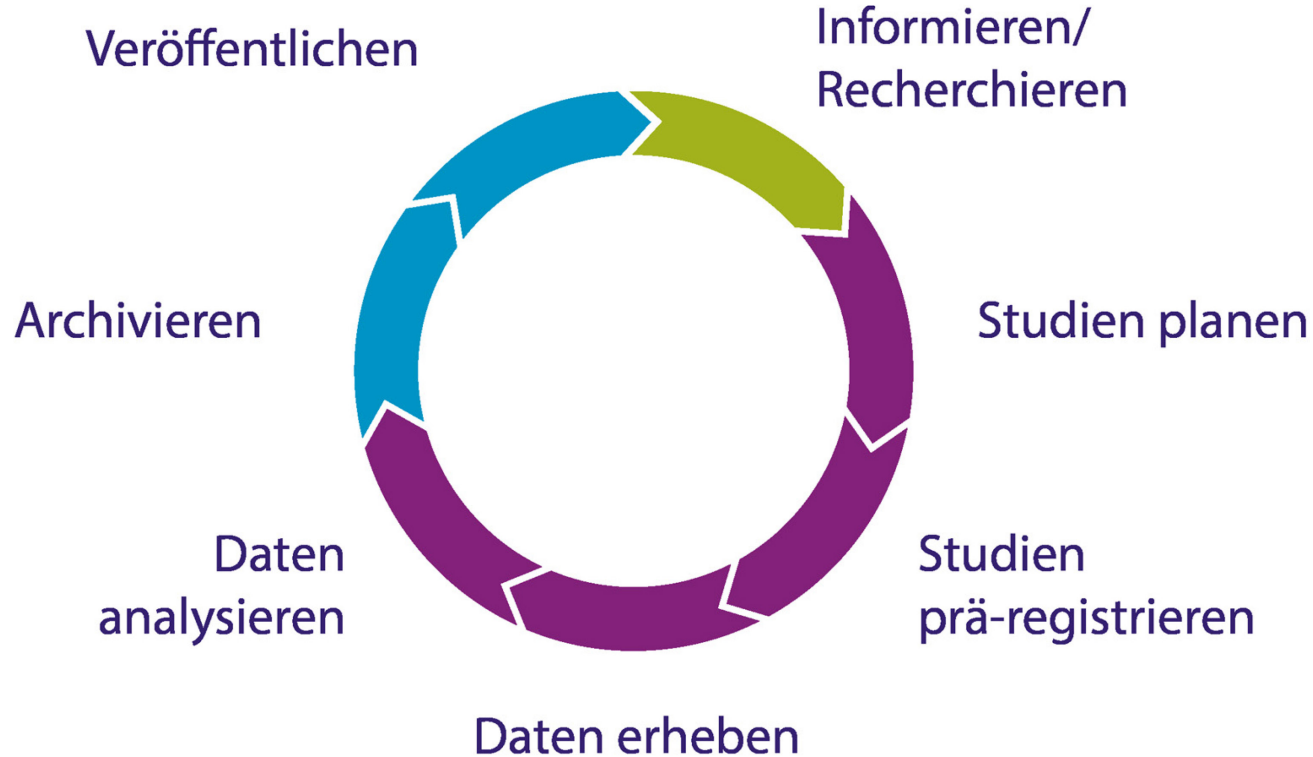 Informieren/
Recherchieren
Studien planen
Studien
prä-registrieren
Daten erheben
Daten
analysieren
Archivieren
Veröffentlichen